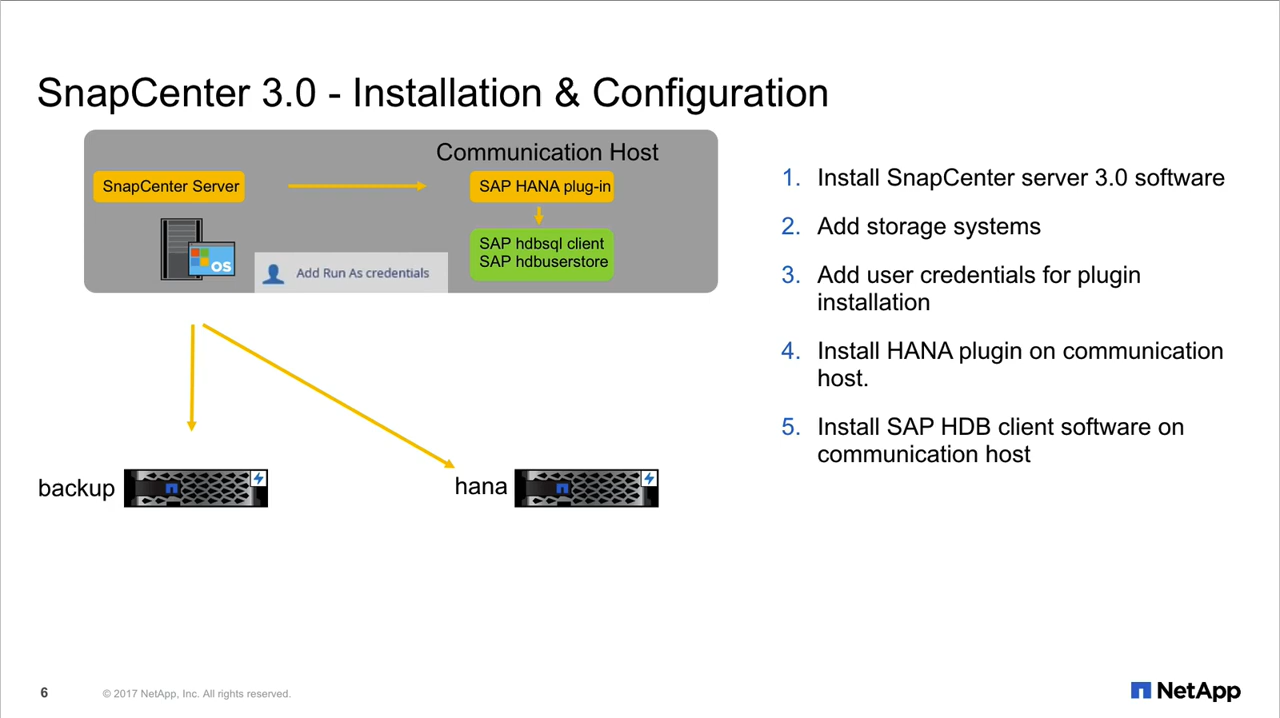 SnapCenter 3.0 - Installation & Configuration
Communication Host
SnapCenter Server
SAP HANA plug-in
SAP hdbsql client
SAP hdbuserstore
OS
Add Run As credentials
backup
hana
1. Install SnapCenter server 3.0 software
2. Add storage systems
3. Add user credentials for plugin
installation
4. Install HANA plugin on communication
host.
5. Install SAP HDB client software on
communication host
6
© 2017 NetApp, Inc. All rights reserved.
NetApp